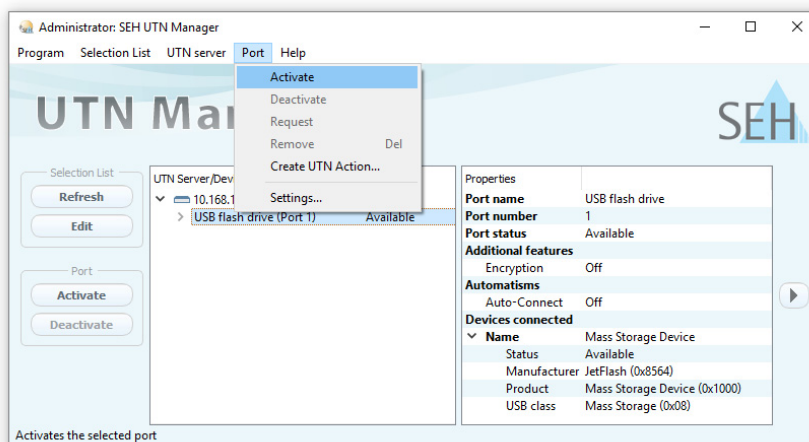 Administrator: SEH UTN Manager
Program Selection List UTN server Port Help
Activate
Deactivate
Request
Remove Del
Create UTN Action...
Settings...
UTN Ma
SEH
Selection List
Refresh
Edit
Port
Activate
Deactivate
UTN Server/Dev
10.168.1
USB flash drive (Port 1) Available
Properties
Port name USB flash drive
Port number 1
Port status Available
Additional features
Encryption Off
Automatisms
Auto-Connect Off
Devices connected
Name Mass Storage Device
Status Available
Manufacturer JetFlash (0x8564)
Product Mass Storage Device (0x1000)
USB class Mass Storage (0x08)
Activates the selected port